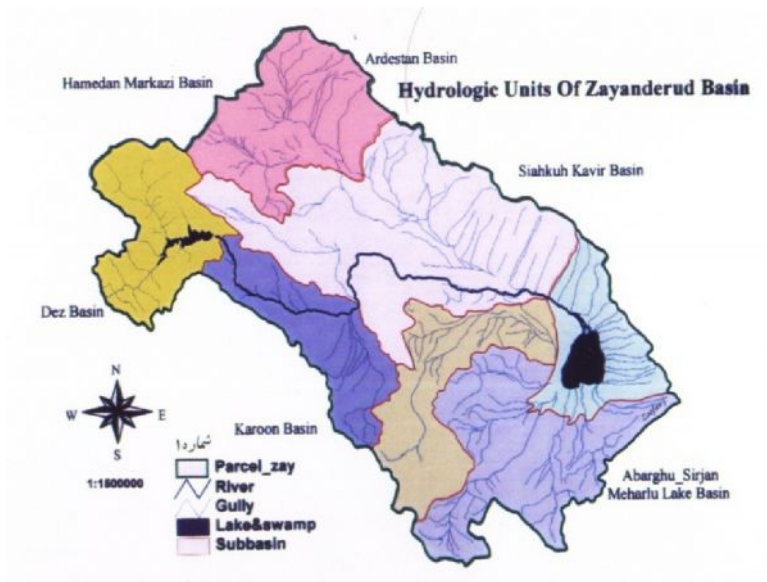 Ardestan Basin
Hamedan Markazi Basin
Hydrologic Units Of Zayanderud Basin
Siahkuh Kavir Basin
Dez Basin
N
W E
S
Karoon Basin
شماره ۱
Parcel_zay
1:1500000
River
Gully
Lake&swamp
Subbasin
Abarghu_Sirjan
Meharlu Lake Basin